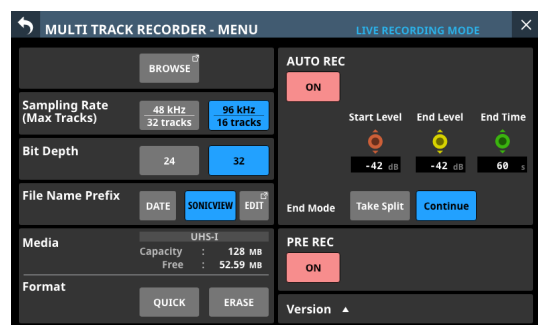 MULTI TRACK RECORDER - MENU
LIVE RECORDING MODE
BROWSE
Sampling Rate
(Max Tracks)
48 kHz
32 tracks
96 kHz
16 tracks
Bit Depth
24
32
File Name Prefix
DATE
SONICVIEW
EDIT
Media
UHS-I
Capacity : 128 MB
Free : 52.59 MB
Format
QUICK
ERASE
AUTO REC
ON
Start Level End Level End Time
-42 dB -42 dB 60 s
End Mode
Take Split
Continue
PRE REC
ON
Version ▲